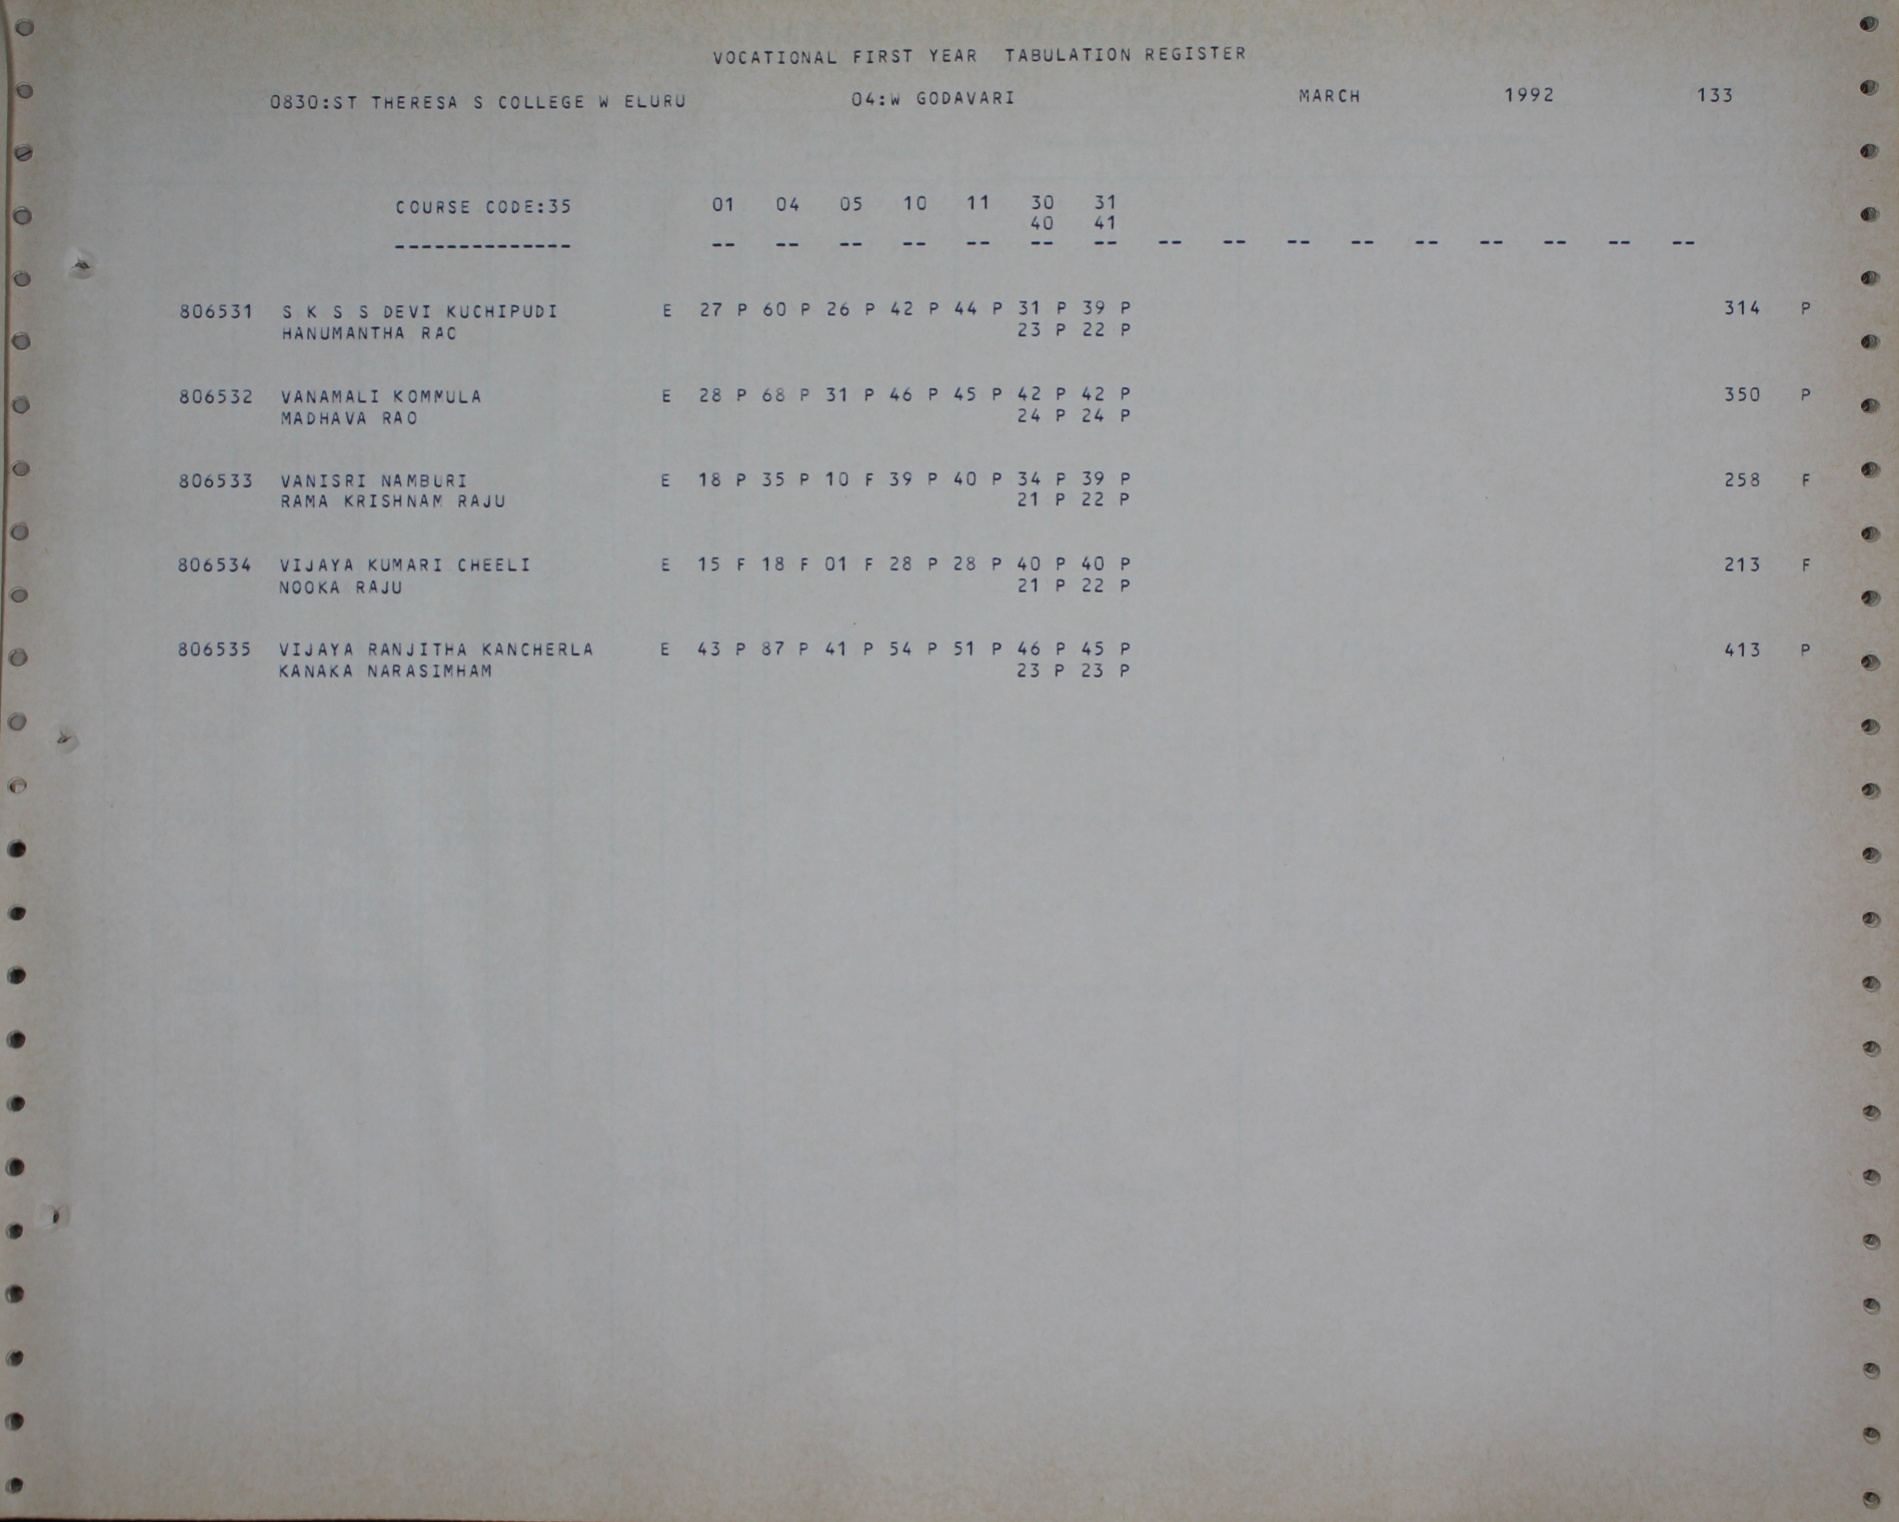 VOCATIONAL FIRST YEAR TABULATION REGISTER
0830:ST THERESA S COLLEGE W ELURU 04:W GODAVARI MARCH 1992 133
COURSE CODE:35 01 04 05 10 11 30 31
40 41
-------------- -- -- -- -- -- -- -- -- -- -- -- -- -- -- -- --
806531 S K S S DEVI KUCHIPUDI E 27 P 60 P 26 P 42 P 44 P 31 P 39 P 314 P
HANUMANTHA RAO 23 P 22 P
806532 VANAMALI KOMMULA E 28 P 68 P 31 P 46 P 45 P 42 P 42 P 350 P
MADHAVA RAO 24 P 24 P
806533 VANISRI NAMBURI E 18 P 35 P 10 F 39 P 40 P 34 P 39 P 258 F
RAMA KRISHNAM RAJU 21 P 22 P
806534 VIJAYA KUMARI CHEELI E 15 F 18 F 01 F 28 P 28 P 40 P 40 P 213 F
NOOKA RAJU 21 P 22 P
806535 VIJAYA RANJITHA KANCHERLA E 43 P 87 P 41 P 54 P 51 P 46 P 45 P 413 P
KANAKA NARASIMHAM 23 P 23 P